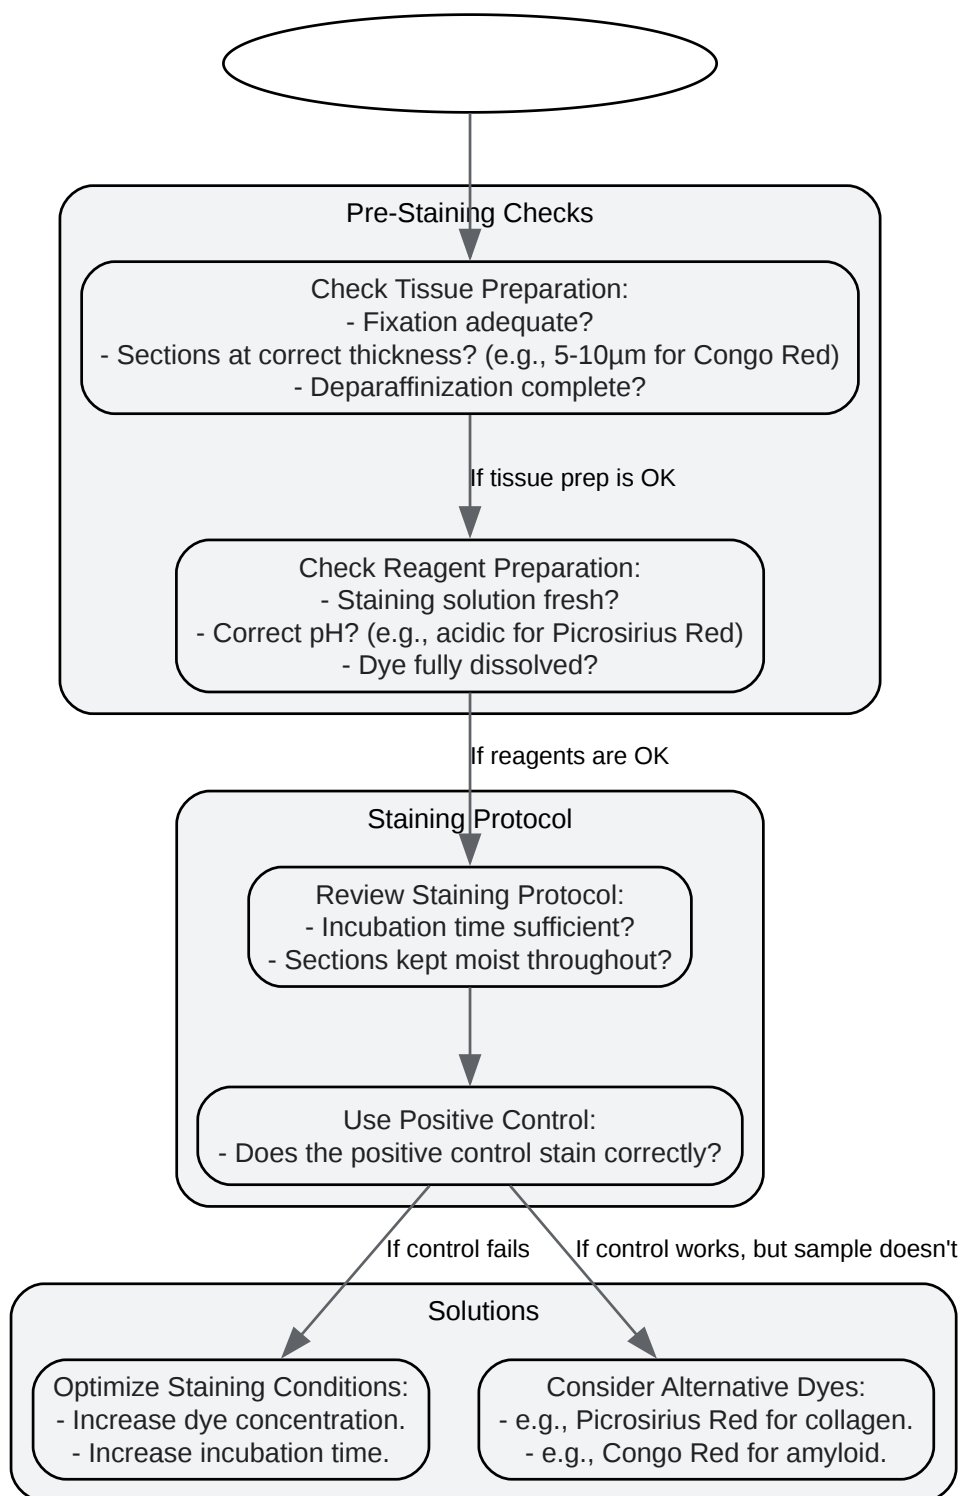 Pre-Staining Checks
Check Tissue Preparation:
- Fixation adequate?
- Sections at correct thickness? (e.g., 5-10µm for Congo Red)
- Deparaffinization complete?
If tissue prep is OK
Check Reagent Preparation:
- Staining solution fresh?
- Correct pH? (e.g., acidic for Picrosirius Red)
- Dye fully dissolved?
If reagents are OK
Staining Protocol
Review Staining Protocol:
- Incubation time sufficient?
- Sections kept moist throughout?
Use Positive Control:
- Does the positive control stain correctly?
If control fails
If control works, but sample doesn't
Solutions
Optimize Staining Conditions:
- Increase dye concentration.
- Increase incubation time.
Consider Alternative Dyes:
- e.g., Picrosirius Red for collagen.
- e.g., Congo Red for amyloid.